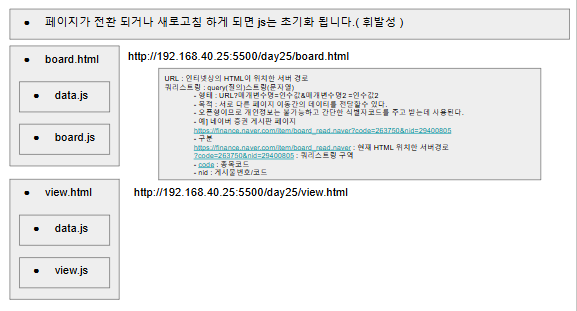 • 페이지가 전환 되거나 새로고침 하게 되면 js는 초기화 됩니다.( 휘발성 )
• board.html
http://192.168.40.25:5500/day25/board.html
• data.js
• board.js
URL : 인터넷상의 HTML이 위치한 서버 경로
쿼리스트링 : query(질의)스트링(문자열)
- 형태 : URL?매개변수명=인수값&매개변수명2 =인수값2
- 목적 : 서로 다른 페이지 이동간의 데이터를 전달할수 있다.
- 오픈형이므로 개인정보는 불가능하고 간단한 식별자코드를 주고 받는데 사용된다.
- 예] 네이버 증권 게시판 페이지
https://finance.naver.com/item/board_read.naver?code=263750&nid=29400805
- 구분
https://finance.naver.com/item/board_read.naver : 현재 HTML 위치한 서버경로
?code=263750&nid=29400805 : 쿼리스트링 구역
- code : 종목코드
- nid : 게시물번호/코드
• view.html
http://192.168.40.25:5500/day25/view.html
• data.js
• view.js